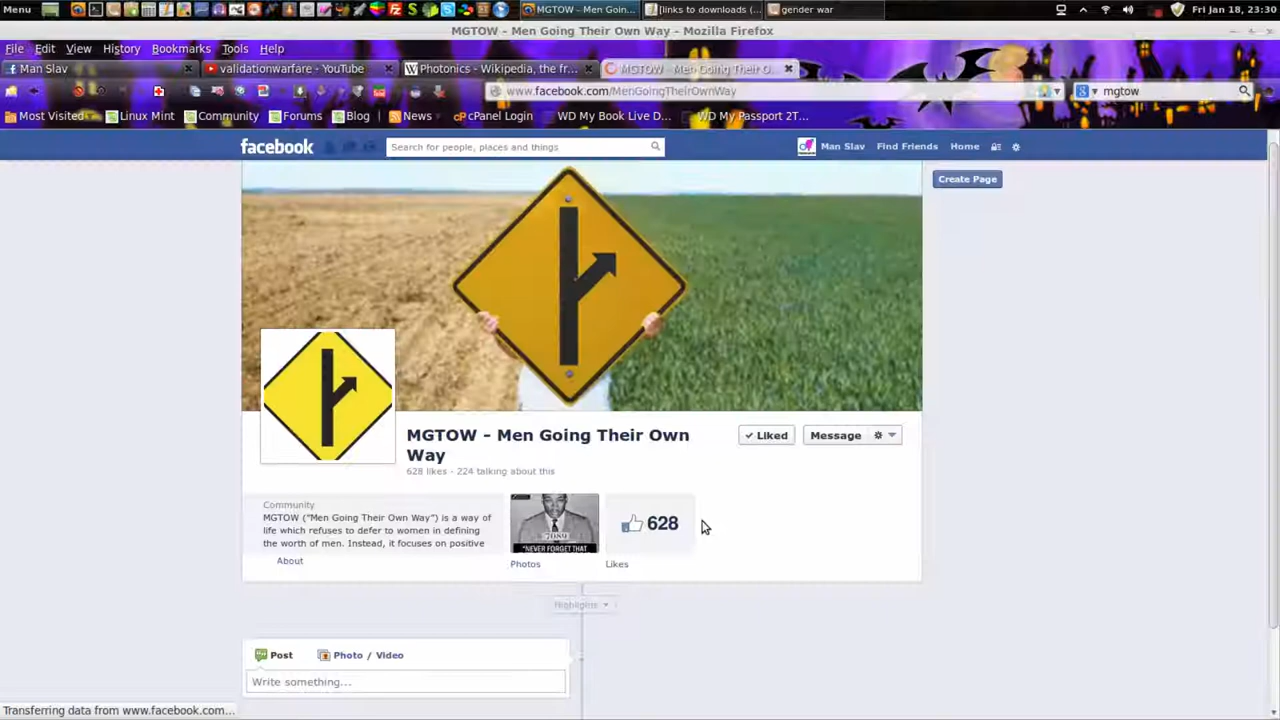 Menu
MGTOW - Men Goin...
[links to downloads (...
gender war
Fri Jan 18, 23:30
MGTOW - Men Going Their Own Way - Mozilla Firefox
File Edit View History Bookmarks Tools Help
Man Slav
validationwarfare - YouTube
Photonics - Wikipedia, the fr...
MGTOW - Men Going Their O...
www.facebook.com/MenGoingTheirOwnWay
mgtow
Most Visited
Linux Mint
Community
Forums
Blog
News
cPanel Login
WD My Book Live D...
WD My Passport 2T...
facebook
Search for people, places and things
Man Slav
Find Friends
Home
Create Page
MGTOW - Men Going Their Own
Way
628 likes · 224 talking about this
Liked
Message
Community
MGTOW ("Men Going Their Own Way") is a way of
life which refuses to defer to women in defining
the worth of men. Instead, it focuses on positive
About
7089
"NEVER FORGET THAT
Photos
628
Likes
Highlights
Post
Photo / Video
Write something...
Transferring data from www.facebook.com...